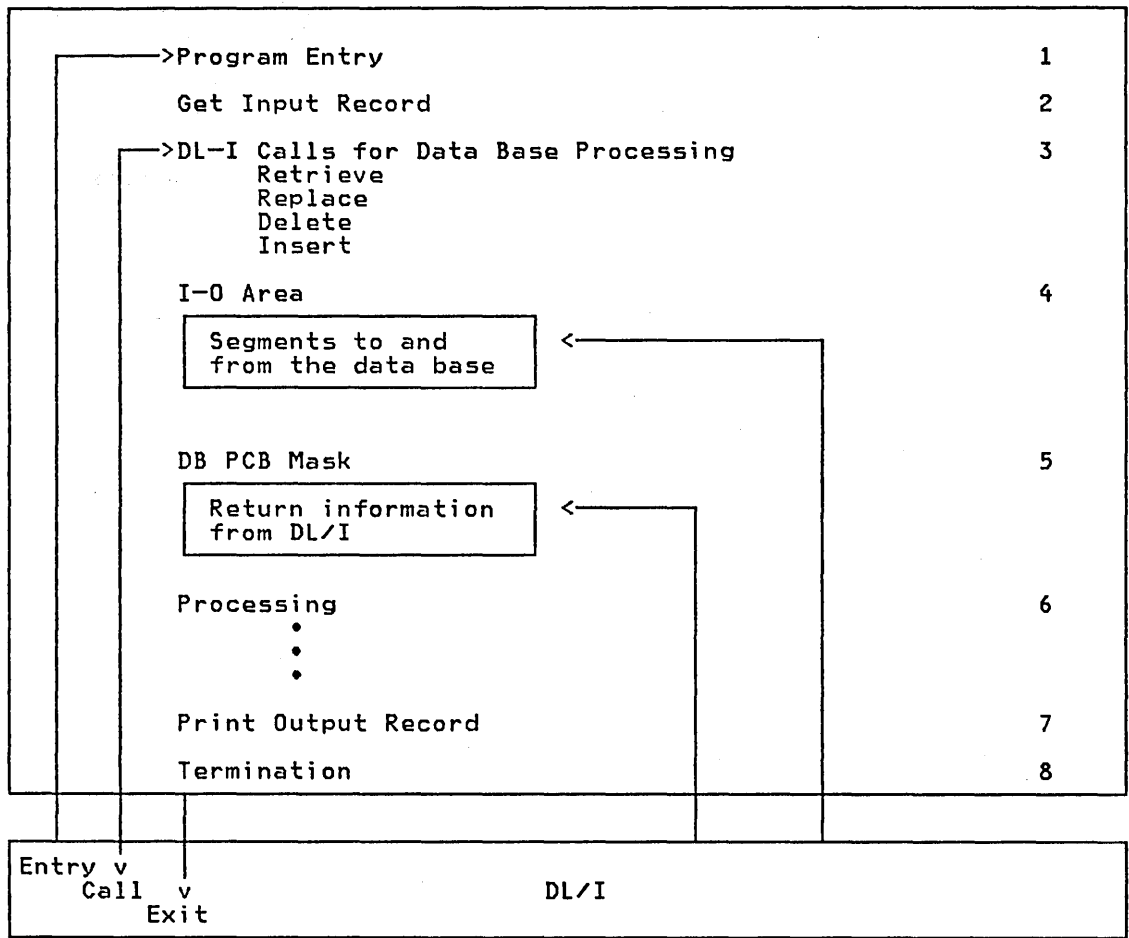 >Program Entry 1
Get Input Record 2
>DL-I Calls for Data Base Processing 3
Retrieve
Replace
Delete
Insert
I-O Area 4
Segments to and <
from the data base
DB PCB Mask 5
Return information <
from DL/I
Processing 6
•
•
•
Print Output Record 7
Termination 8
Entry v
Call v DL/I
Exit